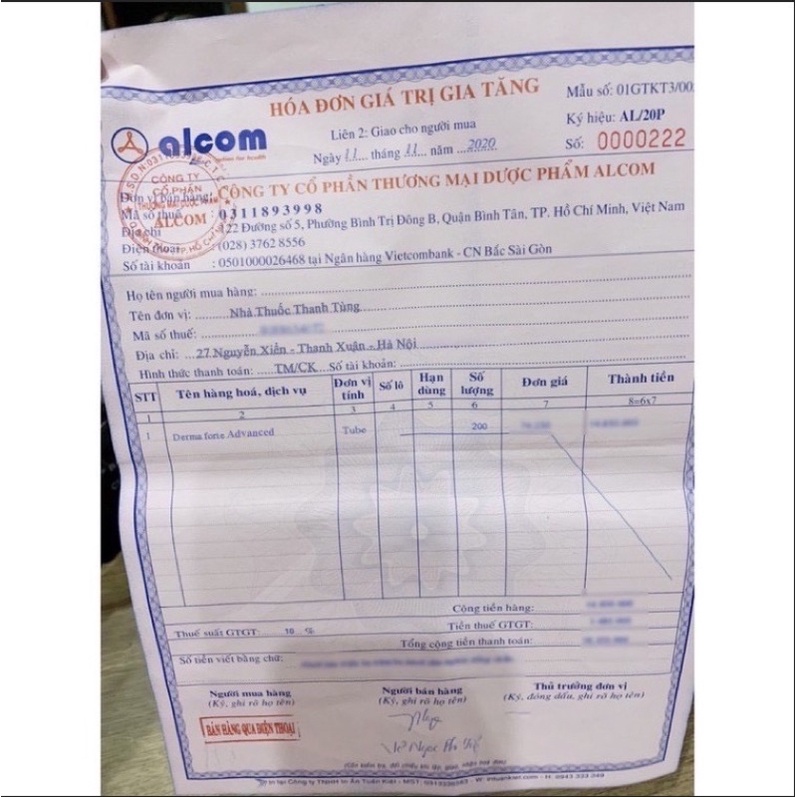 HÓA ĐƠN GIÁ TRỊ GIA TĂNG
Mẫu số: 01GTKT3/00
Liên 2: Giao cho người mua
Ký hiệu: AL/20P
Ngày 11 tháng 11 năm 2020
Số: 0000222
alcom
CÔNG TY
CỔ PHẦN
THƯƠNG MẠI DƯỢC PHẨM
ALCOM
Đơn vị bán hàng: CÔNG TY CỔ PHẦN THƯƠNG MẠI DƯỢC PHẨM ALCOM
Mã số thuế : 0311893998
Địa chỉ : 122 Đường số 5, Phường Bình Trị Đông B, Quận Bình Tân, TP. Hồ Chí Minh, Việt Nam
Điện thoại : (028) 3762 8556
Số tài khoản : 0501000026468 tại Ngân hàng Vietcombank - CN Bắc Sài Gòn
Họ tên người mua hàng:
Tên đơn vị: Nhà Thuốc Thanh Tùng
Mã số thuế:
Địa chỉ: 27 Nguyễn Xiển - Thanh Xuân - Hà Nội
Hình thức thanh toán: TM/CK Số tài khoản:
STT Tên hàng hoá, dịch vụ Đơn vị tính Số lô Hạn dùng Số lượng Đơn giá Thành tiền
1 2 3 4 5 6 7 8=6x7
1 Derma forte Advanced Tube 200
Cộng tiền hàng:
Thuế suất GTGT: 10 % Tiền thuế GTGT:
Tổng cộng tiền thanh toán:
Số tiền viết bằng chữ:
Người mua hàng Người bán hàng Thủ trưởng đơn vị
(Ký, ghi rõ họ tên) (Ký, ghi rõ họ tên) (Ký, đóng dấu, ghi rõ họ tên)
BÁN HÀNG QUA ĐIỆN THOẠI